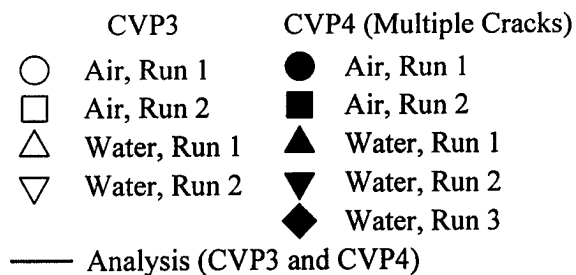 CVP3 CVP4 (Multiple Cracks)
Air, Run 1 Air, Run 1
Air, Run 2 Air, Run 2
Water, Run 1 Water, Run 1
Water, Run 2 Water, Run 2
Water, Run 3
Analysis (CVP3 and CVP4)